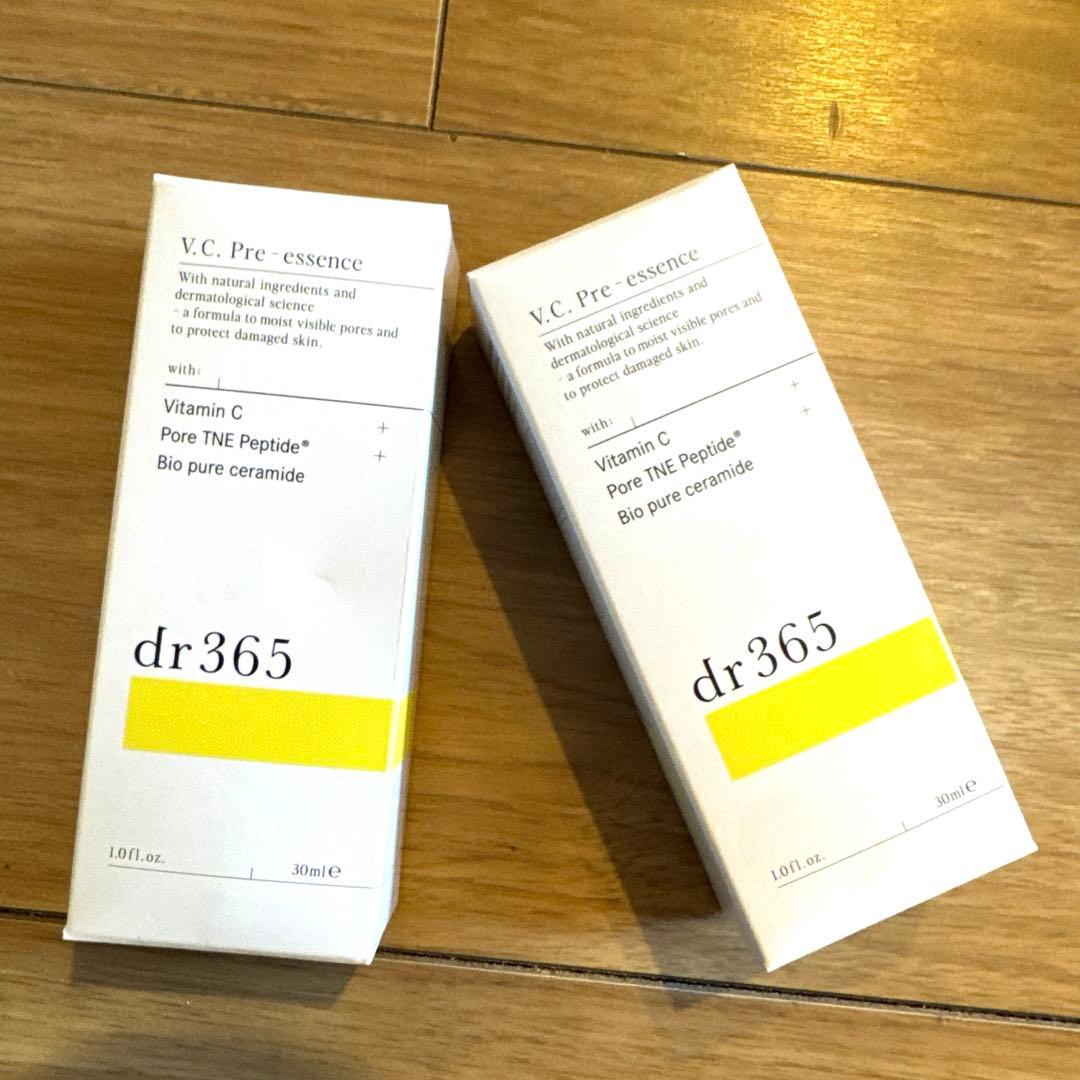 V.C. Pre-essence
With natural ingredients and
dermatological science
- a formula to moist visible pores and
to protect damaged skin.
with:
Vitamin C +
Pore TNE Peptide® +
Bio pure ceramide
dr365
1.0fl.oz. 30ml℮
V.C. Pre-essence
With natural ingredients and
dermatological science
- a formula to moist visible pores and
to protect damaged skin.
with:
Vitamin C +
Pore TNE Peptide® +
Bio pure ceramide
dr365
1.0fl.oz. 30ml℮